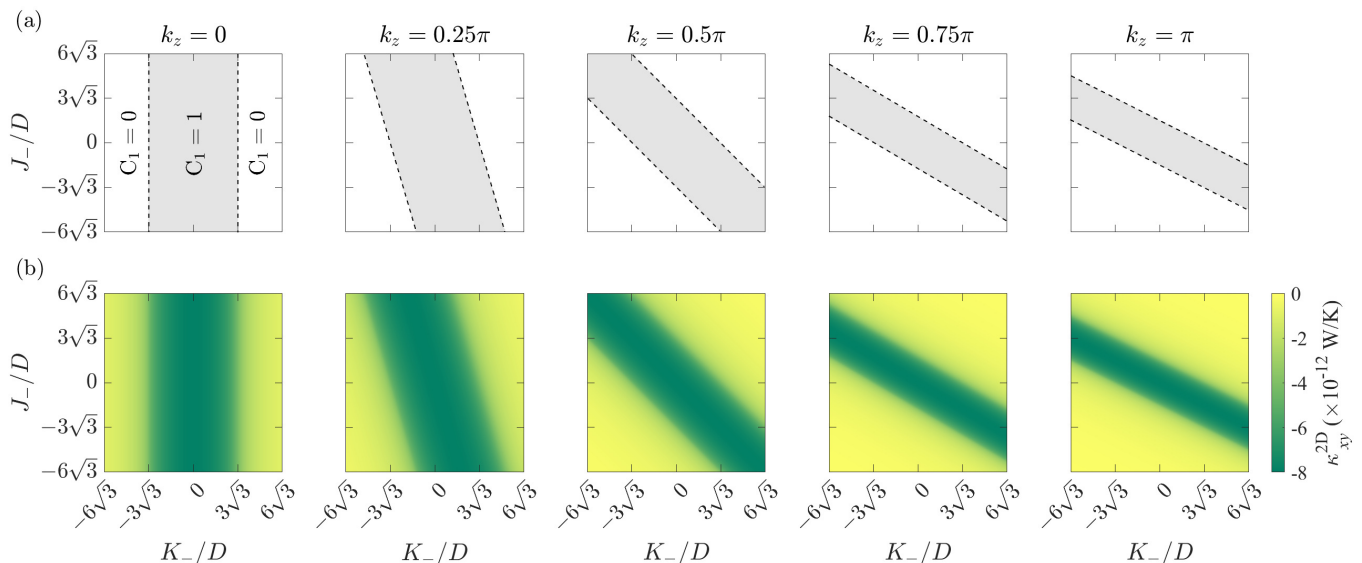 (a)
k_z = 0
k_z = 0.25π
k_z = 0.5π
k_z = 0.75π
k_z = π
J_−/D
6√3
3√3
0
−3√3
−6√3
C₁ = 0
C₁ = 1
C₁ = 0
(b)
J_−/D
6√3
3√3
0
−3√3
−6√3
−6√3 −3√3 0 3√3 6√3
−6√3 −3√3 0 3√3 6√3
−6√3 −3√3 0 3√3 6√3
−6√3 −3√3 0 3√3 6√3
−6√3 −3√3 0 3√3 6√3
K_−/D
K_−/D
K_−/D
K_−/D
K_−/D
0
-2
-4
-6
-8
κ^{2D}_{xy} (×10⁻¹² W/K)